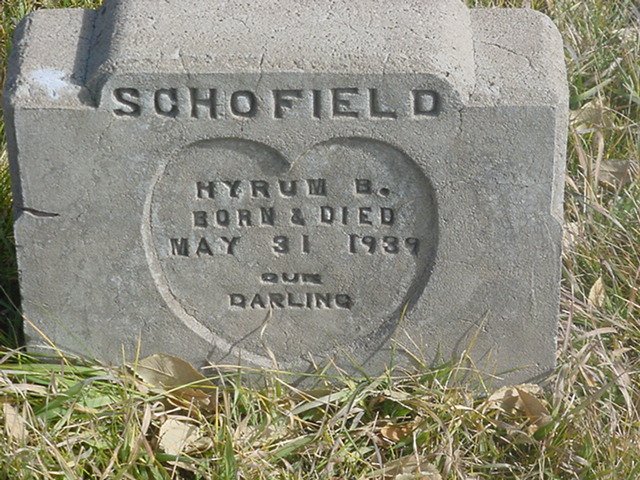 SCHOFIELD
HYRUM B.
BORN & DIED
MAY 31 1939
OUR
DARLING